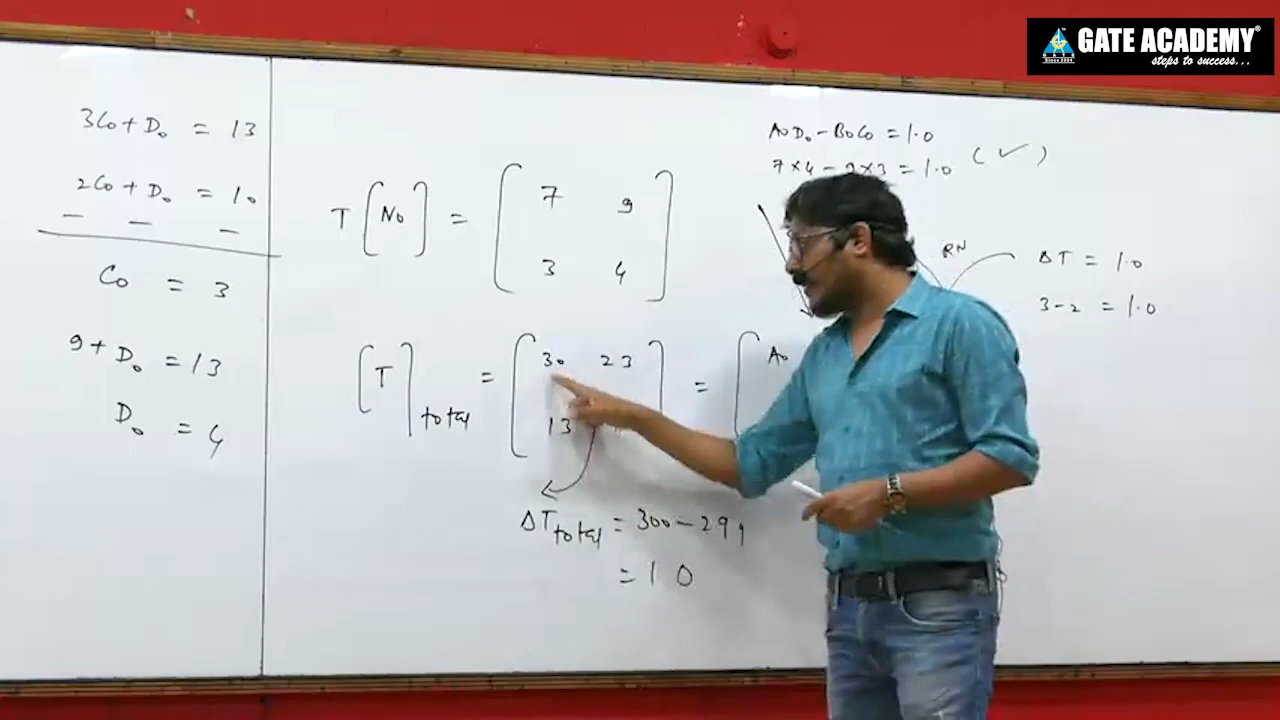 GATE ACADEMY®
Since 2004
steps to success...
3C₀ + D₀ = 13
2C₀ + D₀ = 10
— — —
C₀ = 3
9 + D₀ = 13
D₀ = 4
T [N₀] = [ 7 9
3 4 ]
[T]total = [ 30 23
13
] = [ A₀
ΔTtotal = 300 – 299
= 1.0
A₀D₀ – B₀C₀ = 1.0
7×4 – 9×3 = 1.0 (✓)
RN
ΔT = 1.0
3 – 2 = 1.0